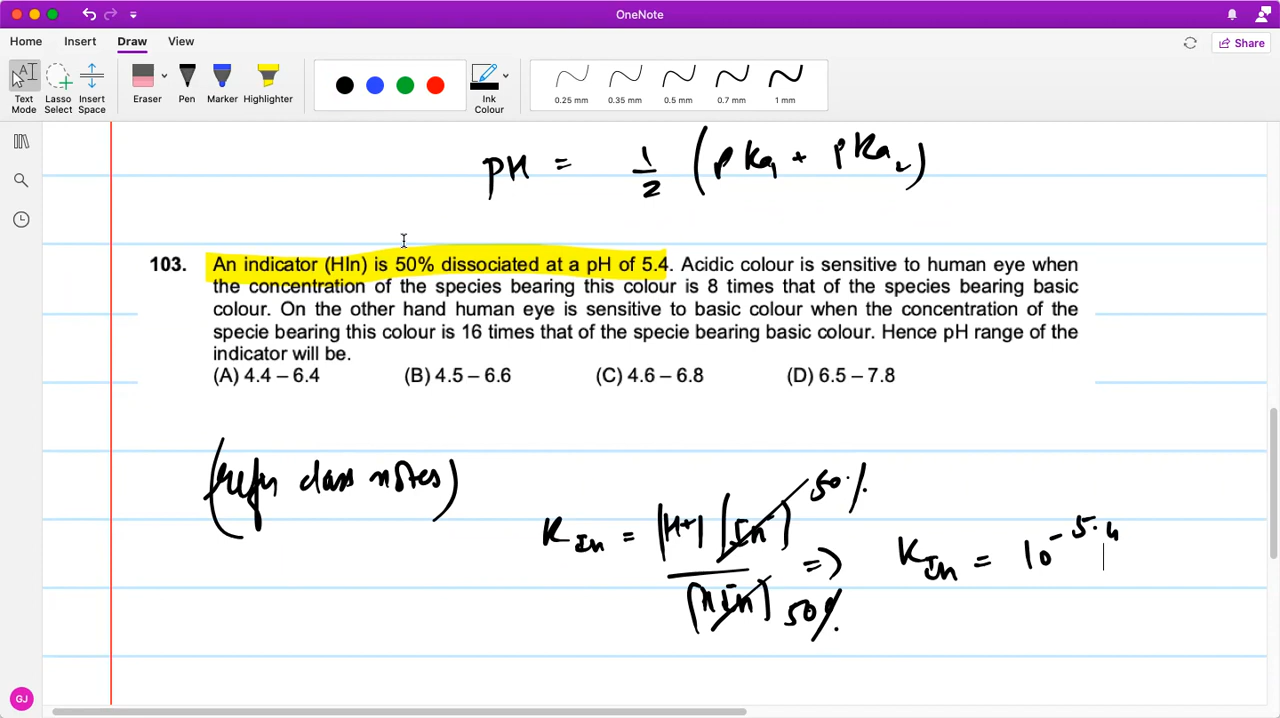 OneNote
Home Insert Draw View
Share
Text Mode
Lasso Select
Insert Space
Eraser
Pen
Marker
Highlighter
Ink Colour
0.25 mm 0.35 mm 0.5 mm 0.7 mm 1 mm
pH = 1/2 (pKa1 + pKa2)
103. An indicator (HIn) is 50% dissociated at a pH of 5.4. Acidic colour is sensitive to human eye when
the concentration of the species bearing this colour is 8 times that of the species bearing basic
colour. On the other hand human eye is sensitive to basic colour when the concentration of the
specie bearing this colour is 16 times that of the specie bearing basic colour. Hence pH range of the
indicator will be.
(A) 4.4 – 6.4 (B) 4.5 – 6.6 (C) 4.6 – 6.8 (D) 6.5 – 7.8
(refer class notes)
KIn = [H+] [In-] 50% / [HIn] 50% => KIn = 10^-5.4
GJ